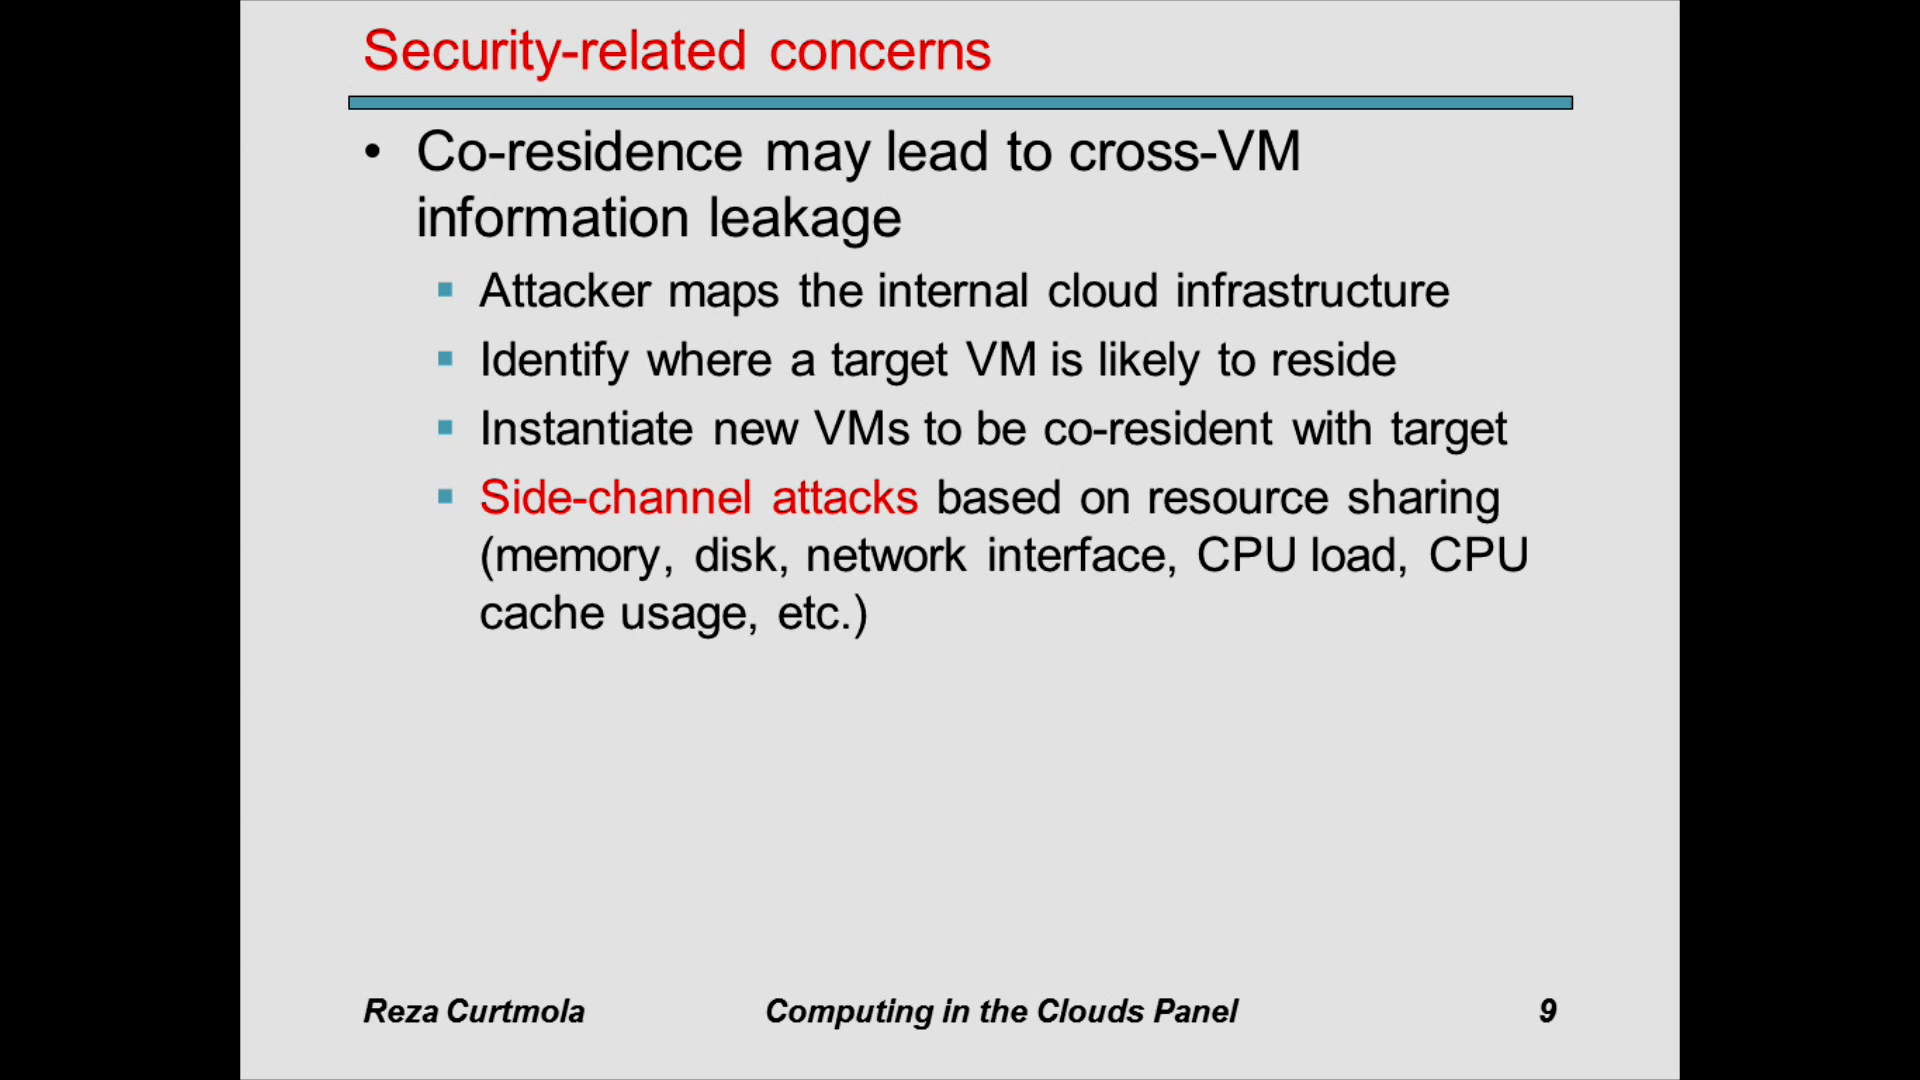 Security-related concerns
• Co-residence may lead to cross-VM
information leakage
▪ Attacker maps the internal cloud infrastructure
▪ Identify where a target VM is likely to reside
▪ Instantiate new VMs to be co-resident with target
▪ Side-channel attacks based on resource sharing
(memory, disk, network interface, CPU load, CPU
cache usage, etc.)
Reza Curtmola Computing in the Clouds Panel 9